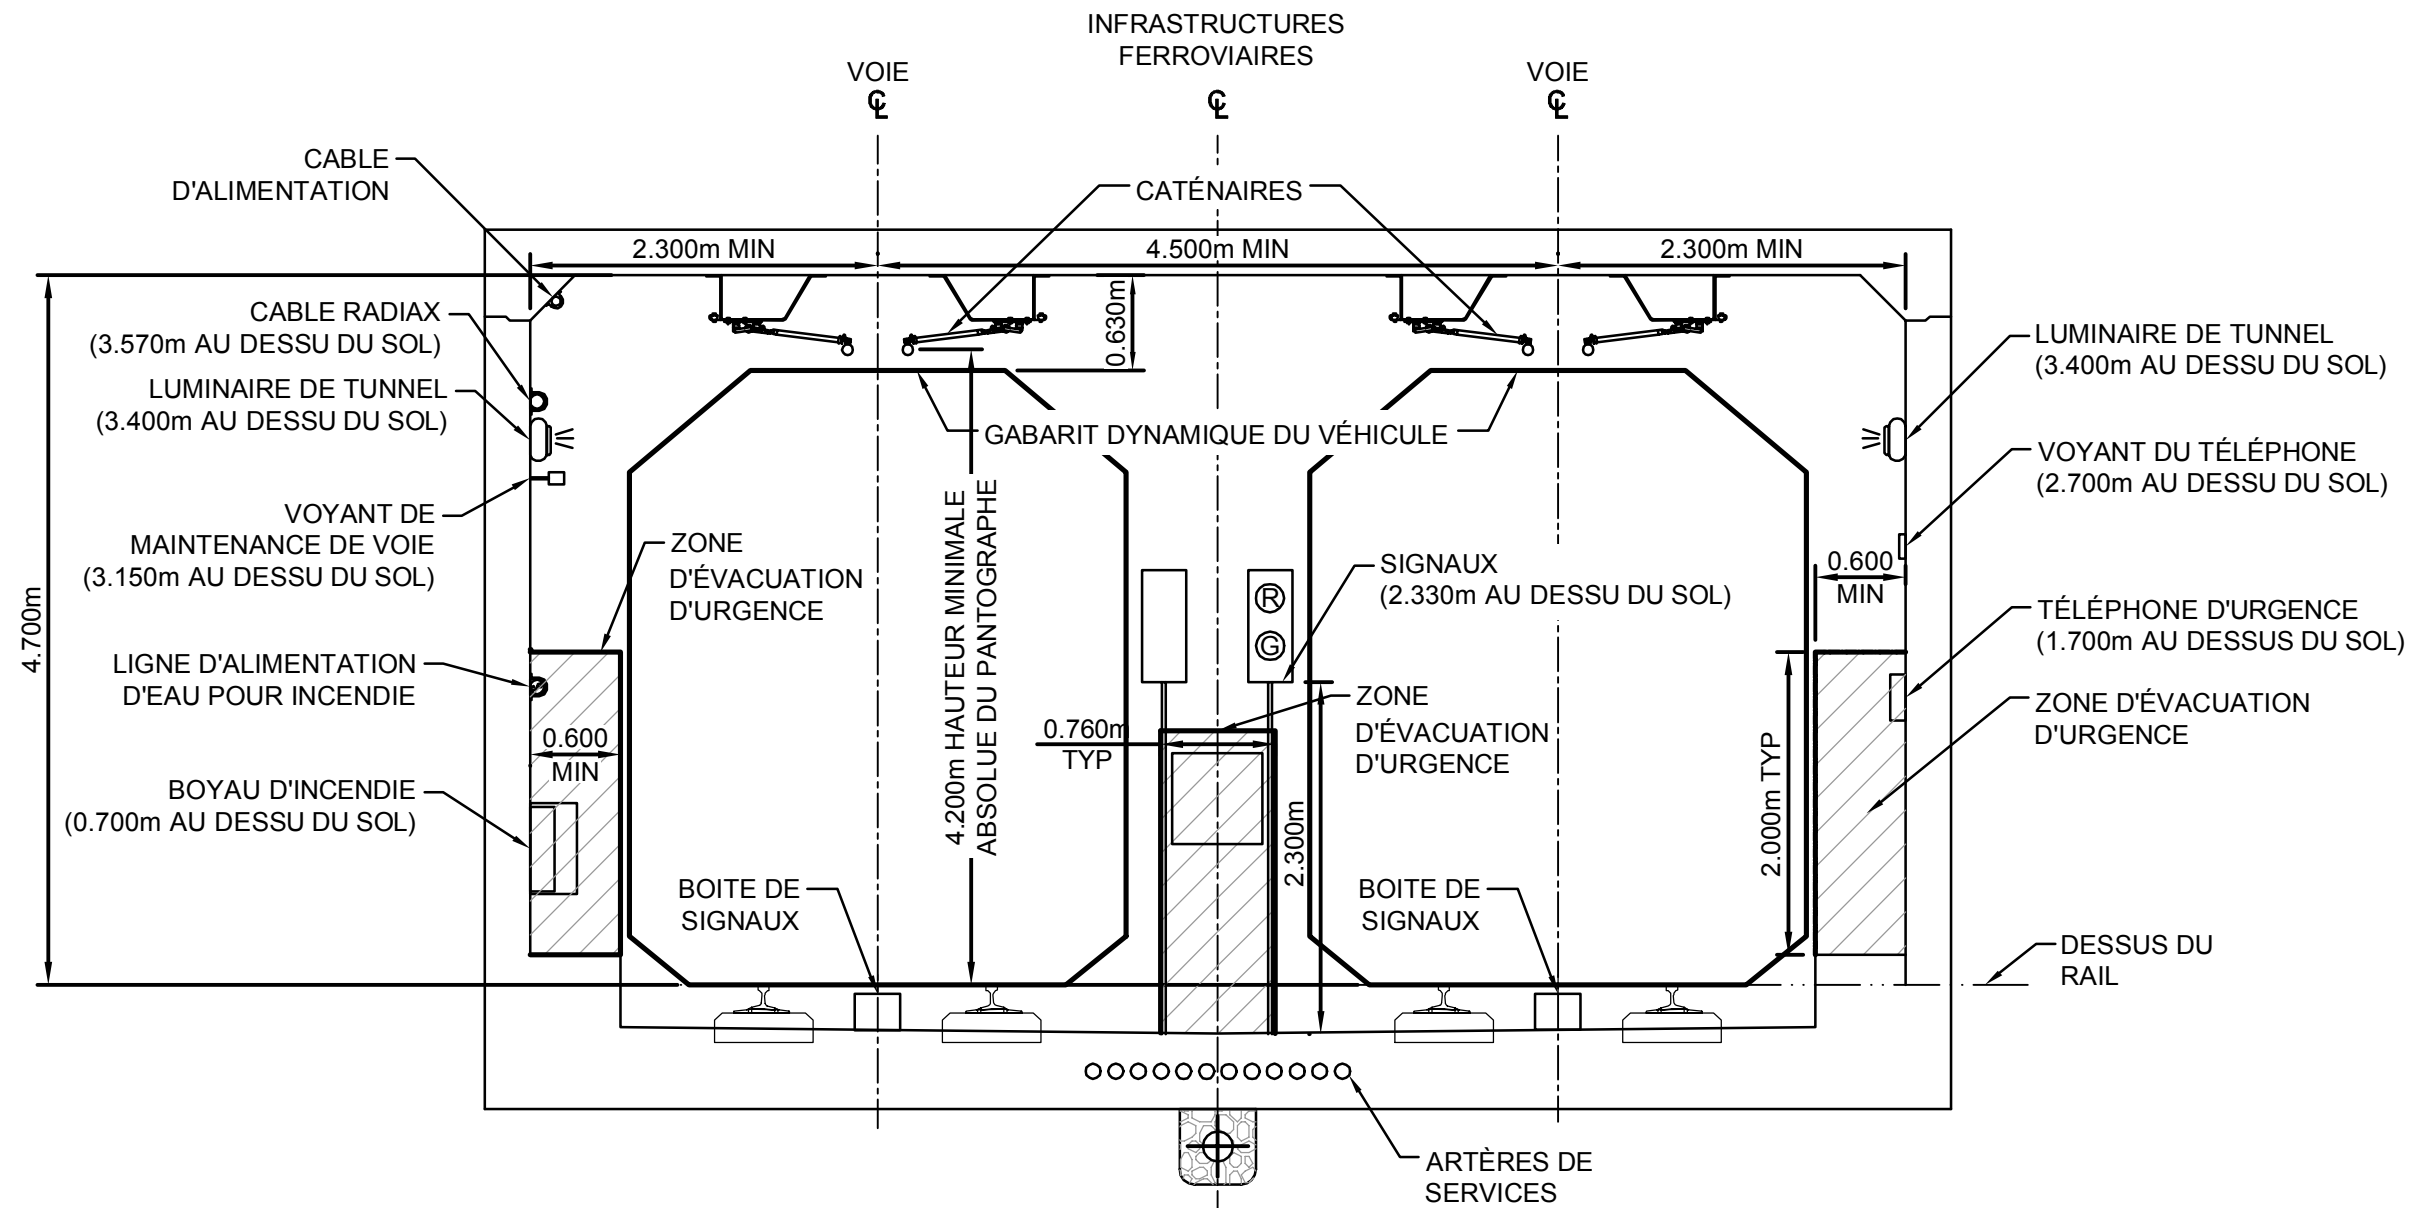 INFRASTRUCTURES
FERROVIAIRES
VOIE
℄
℄
VOIE
℄
CABLE
D'ALIMENTATION
CATÉNAIRES
2.300m MIN
4.500m MIN
2.300m MIN
CABLE RADIAX
(3.570m AU DESSU DU SOL)
0.630m
LUMINAIRE DE TUNNEL
(3.400m AU DESSU DU SOL)
LUMINAIRE DE TUNNEL
(3.400m AU DESSU DU SOL)
GABARIT DYNAMIQUE DU VÉHICULE
VOYANT DU TÉLÉPHONE
(2.700m AU DESSU DU SOL)
VOYANT DE
MAINTENANCE DE VOIE
(3.150m AU DESSU DU SOL)
ZONE
D'ÉVACUATION
D'URGENCE
4.200m HAUTEUR MINIMALE
ABSOLUE DU PANTOGRAPHE
R
G
SIGNAUX
(2.330m AU DESSU DU SOL)
0.600
MIN
TÉLÉPHONE D'URGENCE
(1.700m AU DESSUS DU SOL)
4.700m
LIGNE D'ALIMENTATION
D'EAU POUR INCENDIE
ZONE
D'ÉVACUATION
D'URGENCE
ZONE D'ÉVACUATION
D'URGENCE
0.600
MIN
0.760m
TYP
BOYAU D'INCENDIE
(0.700m AU DESSU DU SOL)
2.300m
2.000m TYP
BOITE DE
SIGNAUX
BOITE DE
SIGNAUX
DESSUS DU
RAIL
ARTÈRES DE
SERVICES